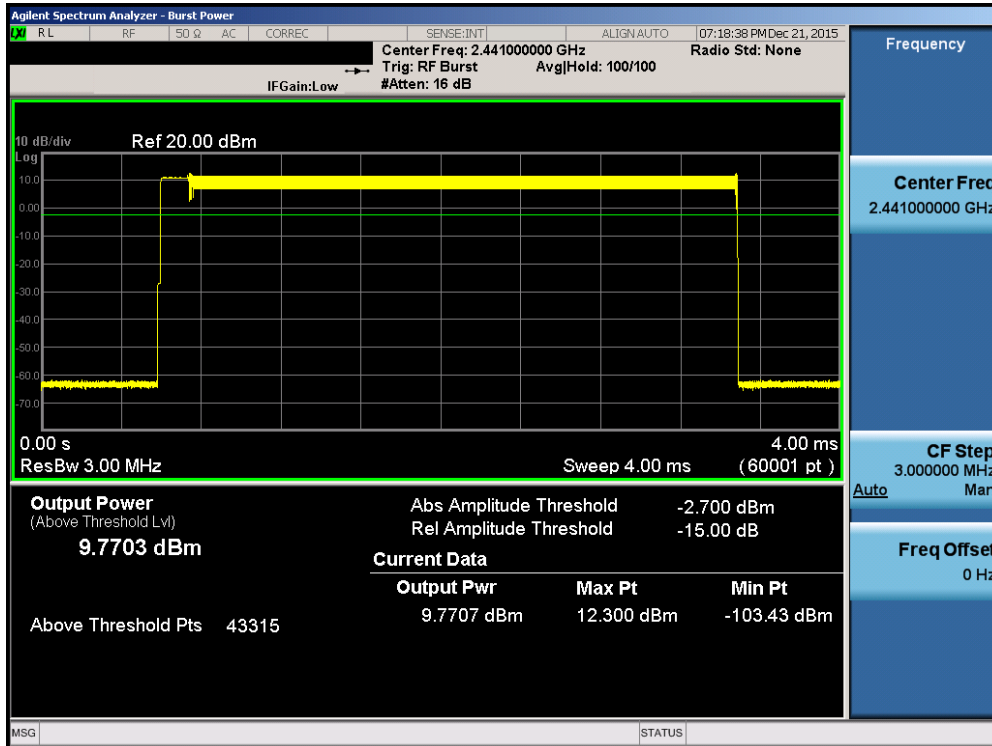 Agilent Spectrum Analyzer - Burst Power
LXI RL RF 50 Ω AC CORREC SENSE:INT ALIGN AUTO 07:18:38 PM Dec 21, 2015
Center Freq: 2.441000000 GHz Radio Std: None
Trig: RF Burst Avg|Hold: 100/100
IFGain:Low #Atten: 16 dB
10 dB/div Ref 20.00 dBm
Log
10.0
0.00
-10.0
-20.0
-30.0
-40.0
-50.0
-60.0
-70.0
0.00 s 4.00 ms
ResBw 3.00 MHz Sweep 4.00 ms (60001 pt)
Output Power
(Above Threshold Lvl)
9.7703 dBm
Above Threshold Pts 43315
Abs Amplitude Threshold -2.700 dBm
Rel Amplitude Threshold -15.00 dB
Current Data
Output Pwr Max Pt Min Pt
9.7707 dBm 12.300 dBm -103.43 dBm
Frequency
Center Freq
2.441000000 GHz
CF Step
3.000000 MHz
Auto Man
Freq Offset
0 Hz
MSG STATUS